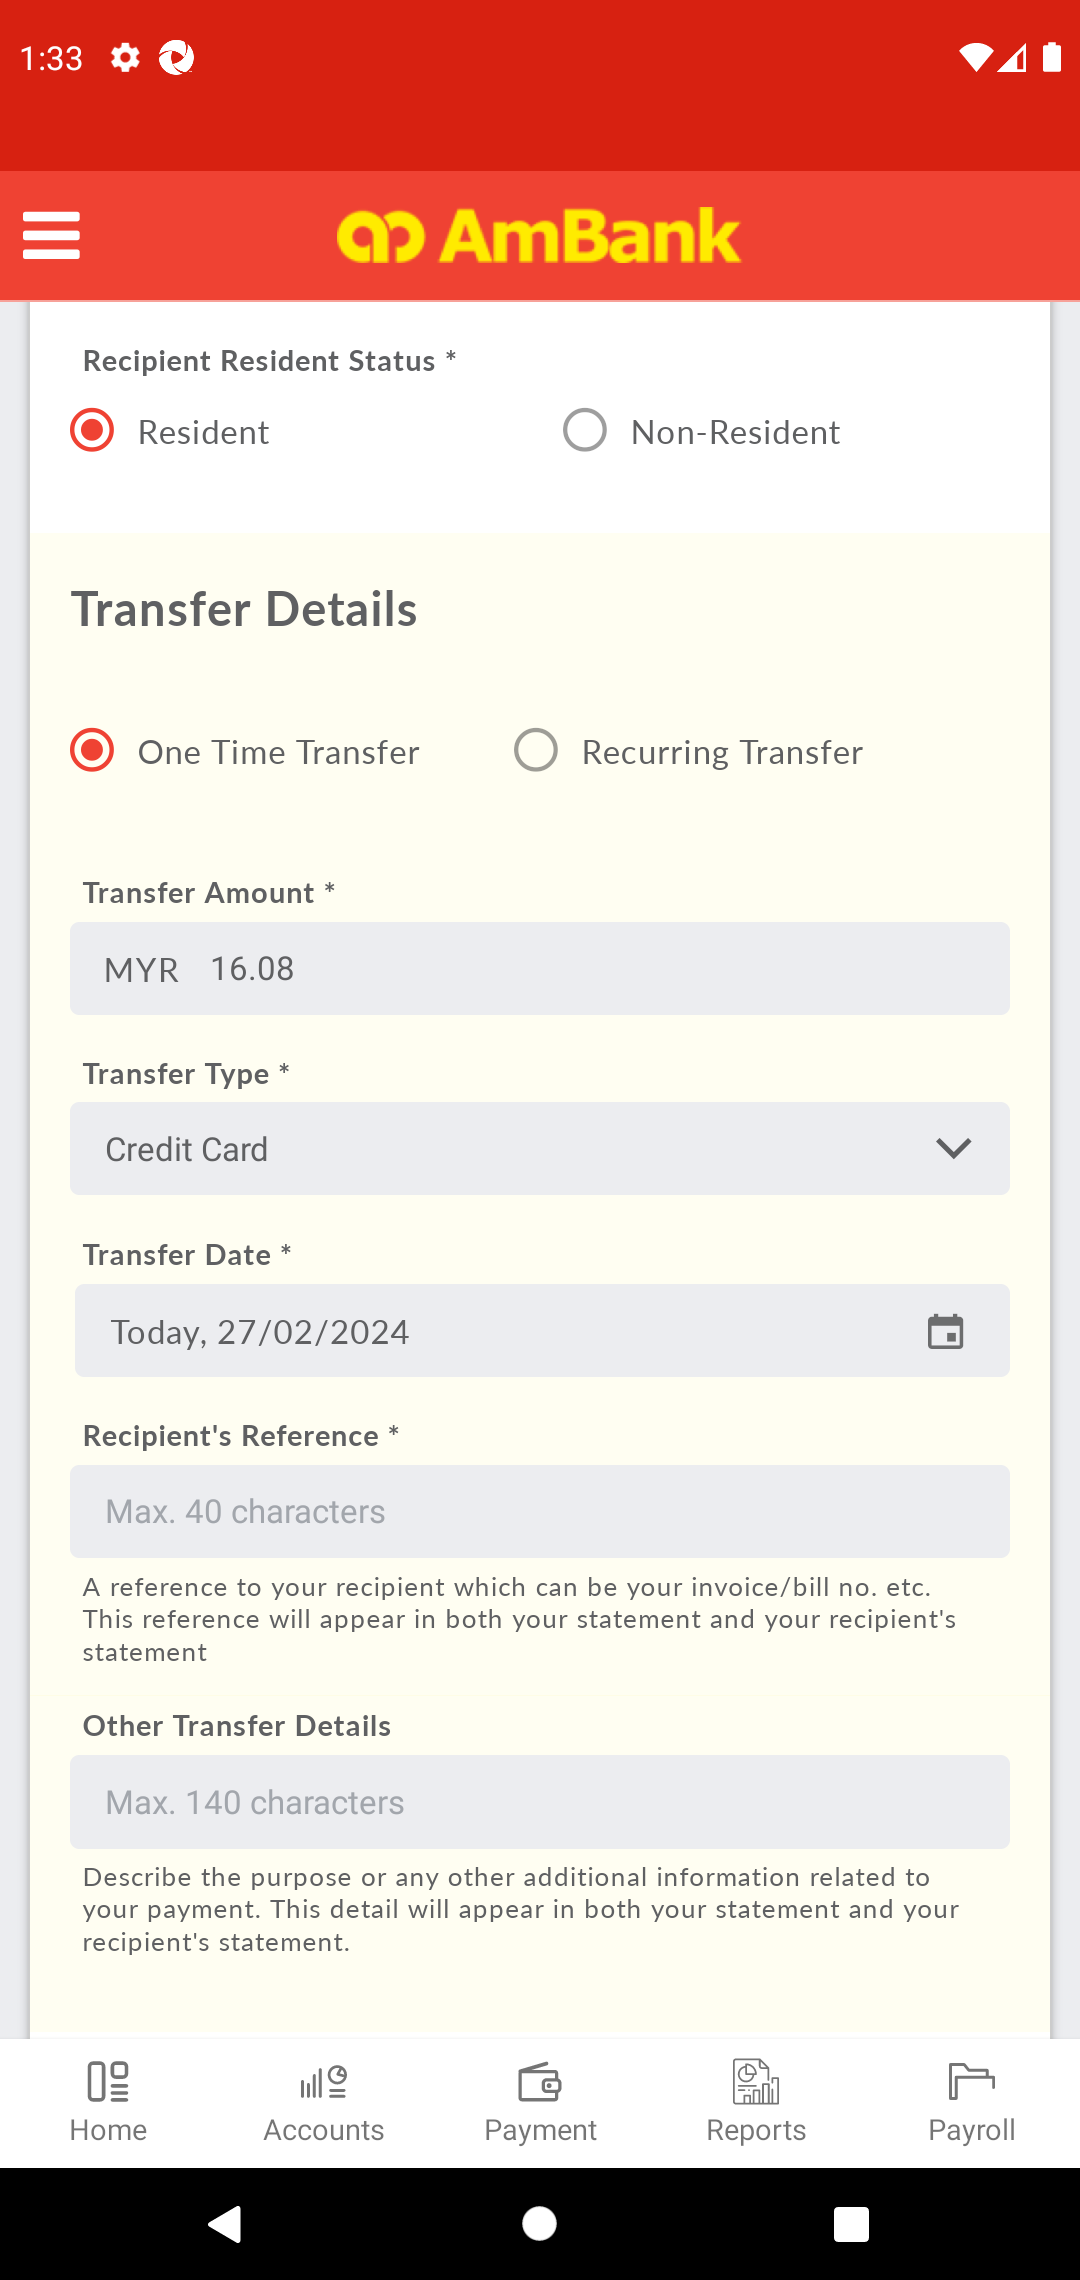 1:33
AmBank
Recipient Resident Status *
Resident
Non-Resident
Transfer Details
One Time Transfer
Recurring Transfer
Transfer Amount *
MYR 16.08
Transfer Type *
Credit Card
Transfer Date *
Today, 27/02/2024
Recipient's Reference *
Max. 40 characters
A reference to your recipient which can be your invoice/bill no. etc.
This reference will appear in both your statement and your recipient's
statement
Other Transfer Details
Max. 140 characters
Describe the purpose or any other additional information related to
your payment. This detail will appear in both your statement and your
recipient's statement.
Home
Accounts
Payment
Reports
Payroll